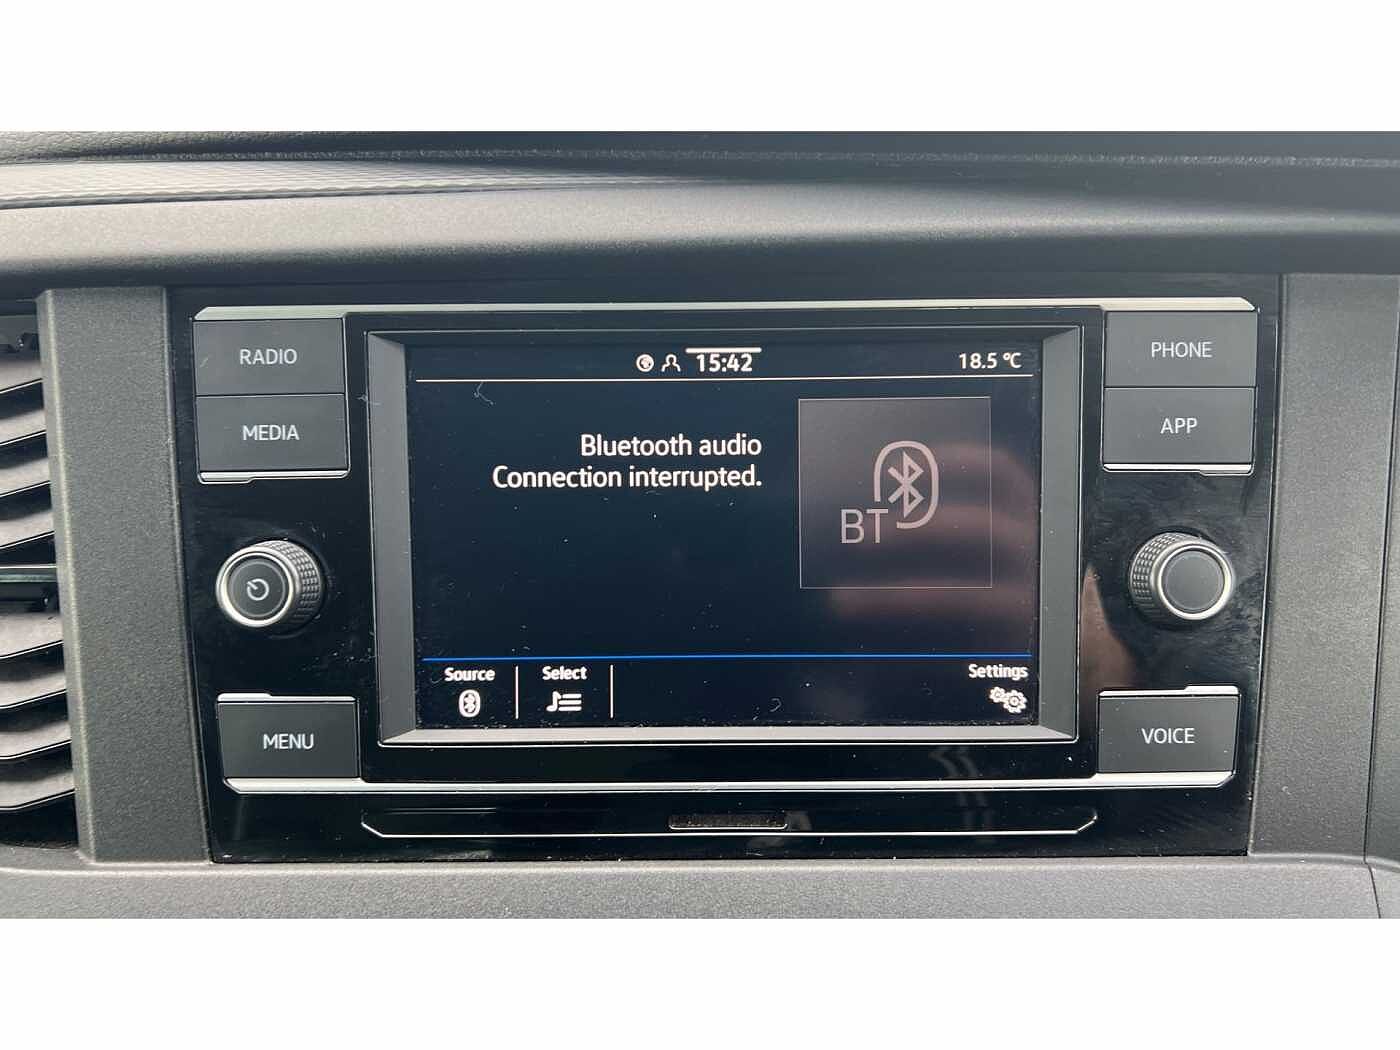 RADIO
MEDIA
15:42
18.5 °C
Bluetooth audio
Connection interrupted.
BT
Source
Select
Settings
PHONE
APP
MENU
VOICE